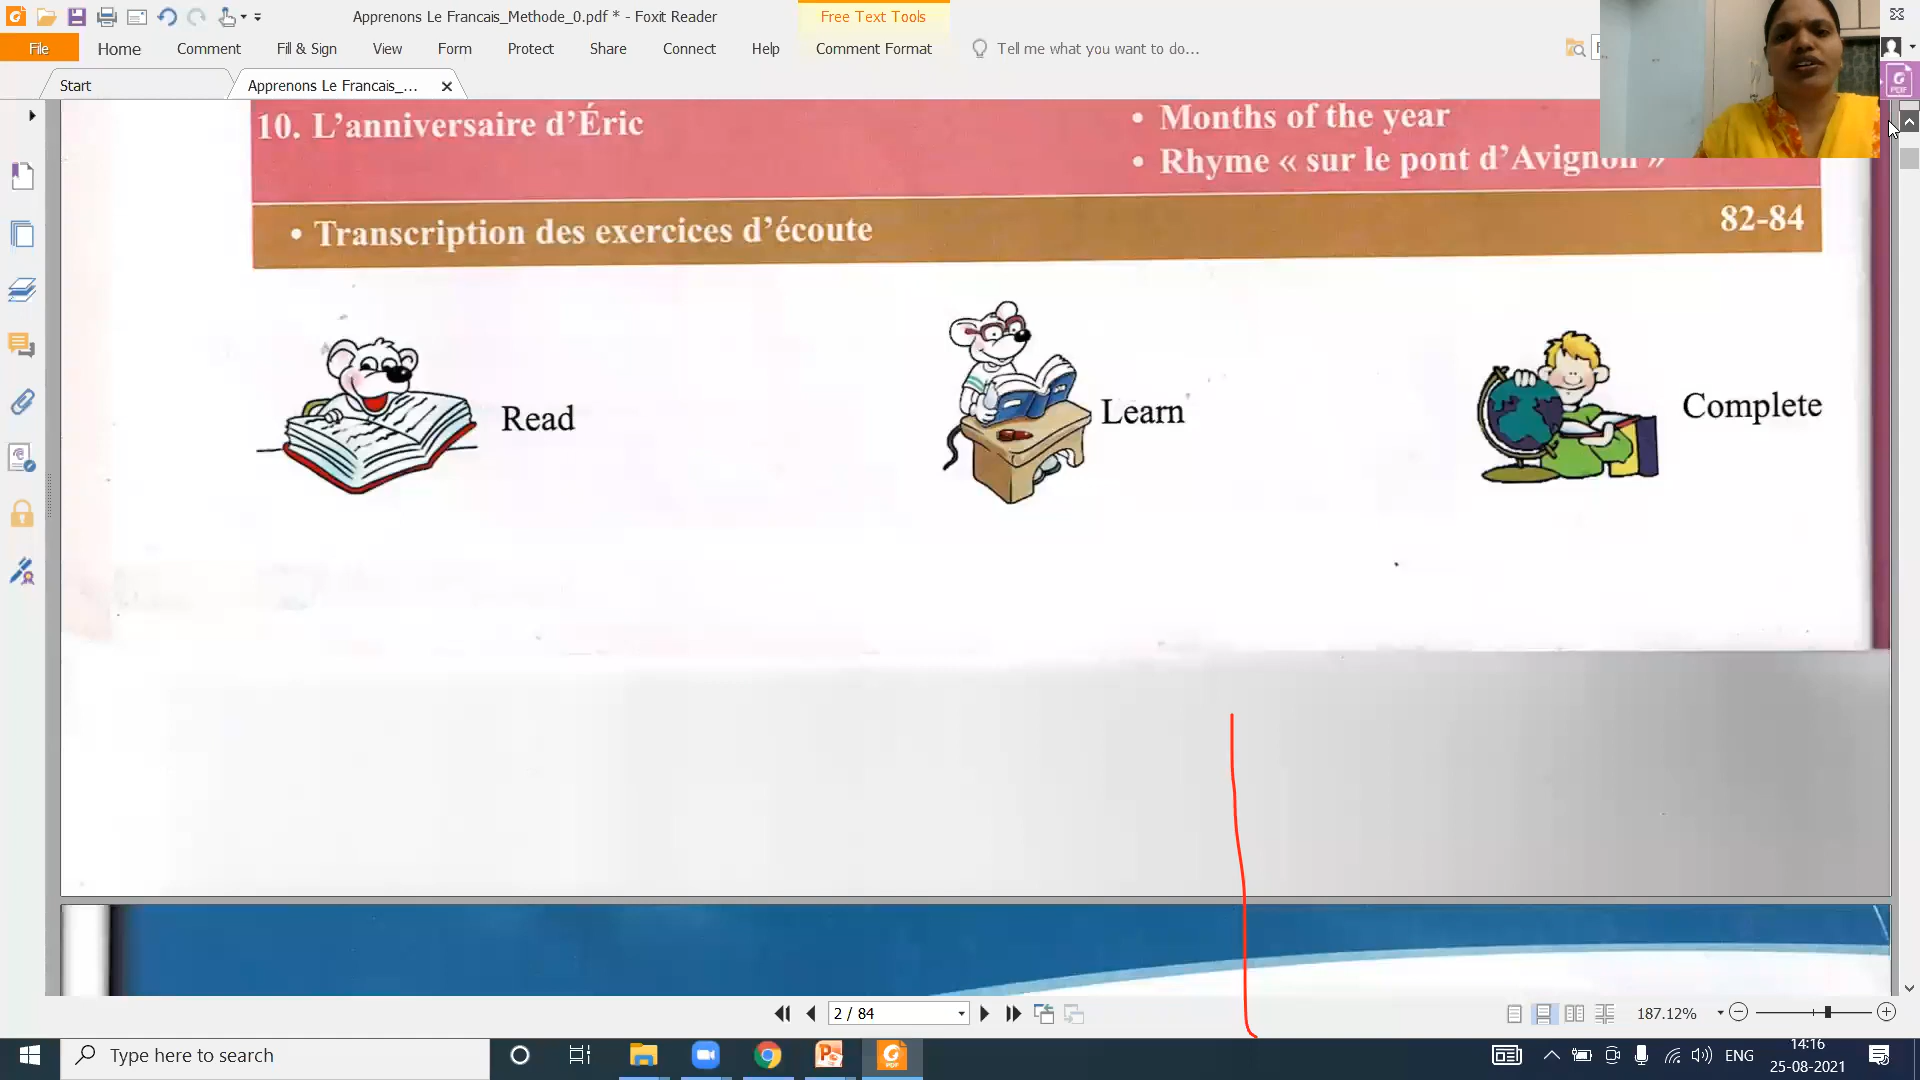 Apprenons Le Francais_Methode_0.pdf * - Foxit Reader
Free Text Tools
File
Home
Comment
Fill & Sign
View
Form
Protect
Share
Connect
Help
Comment Format
Tell me what you want to do...
Start
Apprenons Le Francais_...
10. L'anniversaire d'Éric
• Months of the year
• Rhyme « sur le pont d'Avignon »
• Transcription des exercices d'écoute
82-84
Read
Learn
Complete
2 / 84
187.12%
Type here to search
ENG
14:16
25-08-2021